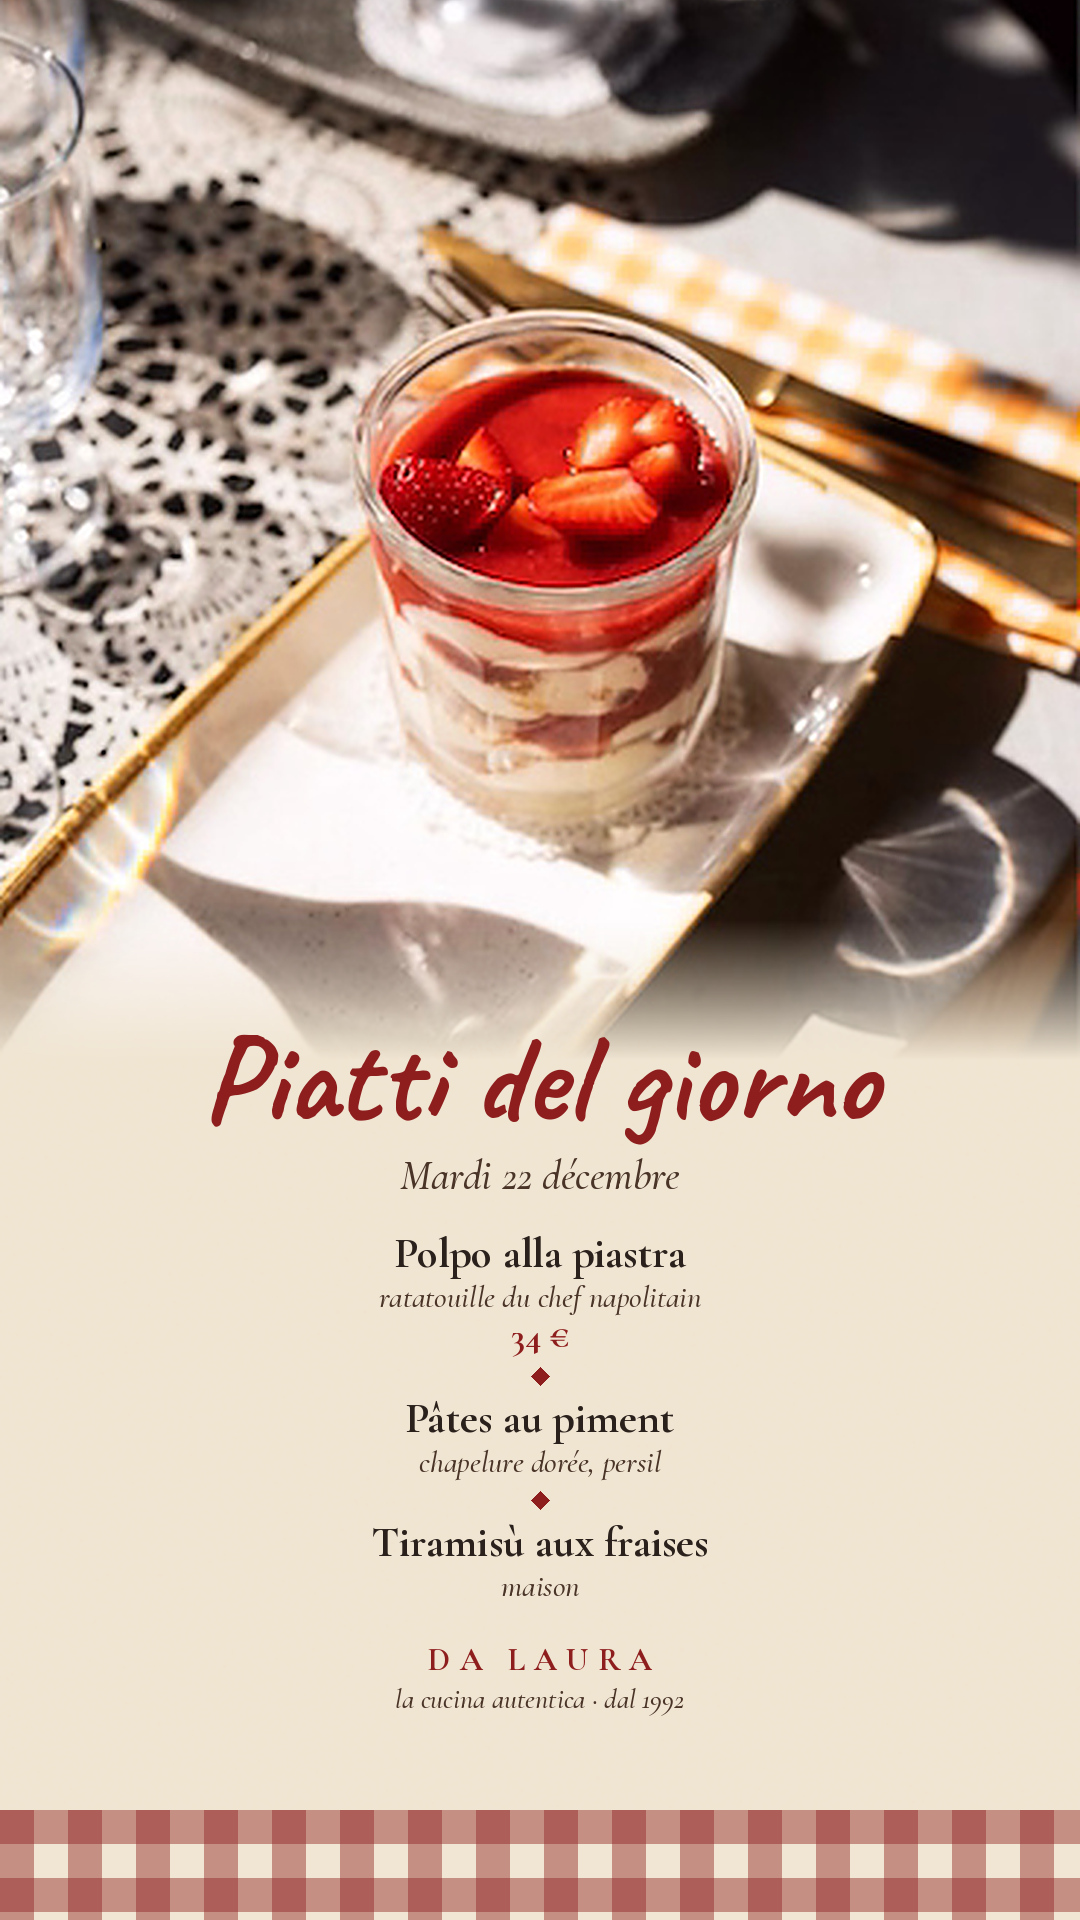 Piatti del giorno
Mardi 22 décembre
Polpo alla piastra
ratatouille du chef napolitain
34 €
Pâtes au piment
chapelure dorée, persil
Tiramisù aux fraises
maison
DA LAURA
la cucina autentica · dal 1992